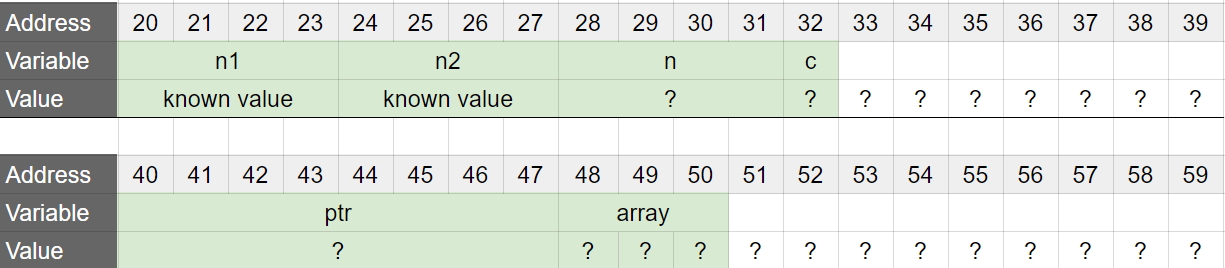 Address 20 21 22 23 24 25 26 27 28 29 30 31 32 33 34 35 36 37 38 39
Variable n1 n2 n c
Value known value known value ? ? ? ? ? ? ? ? ?
Address 40 41 42 43 44 45 46 47 48 49 50 51 52 53 54 55 56 57 58 59
Variable ptr array
Value ? ? ? ? ? ? ? ? ? ? ? ? ?